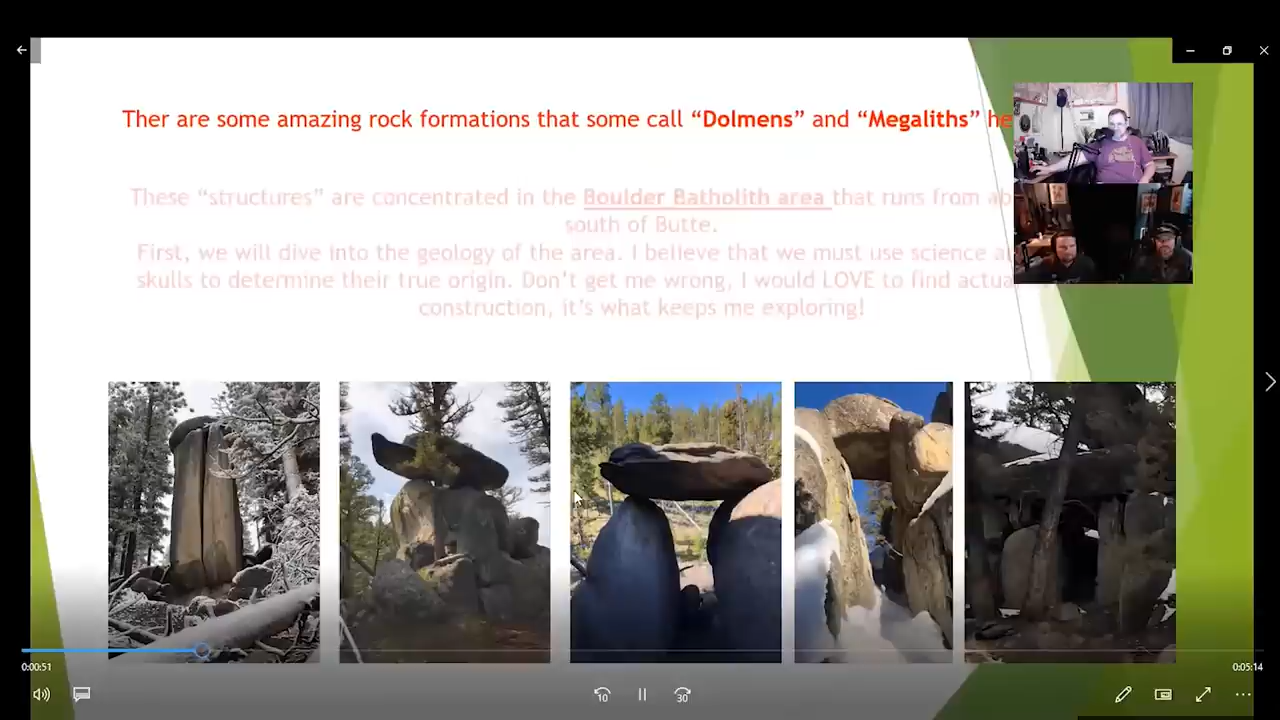 Ther are some amazing rock formations that some call “Dolmens” and “Megaliths” he
These “structures” are concentrated in the Boulder Batholith area that runs from
south of Butte.
First, we will dive into the geology of the area. I believe that we must use science
skulls to determine their true origin. Don’t get me wrong, I would LOVE to find
construction, it’s what keeps me exploring!
0:00:51
0:05:14
10
30